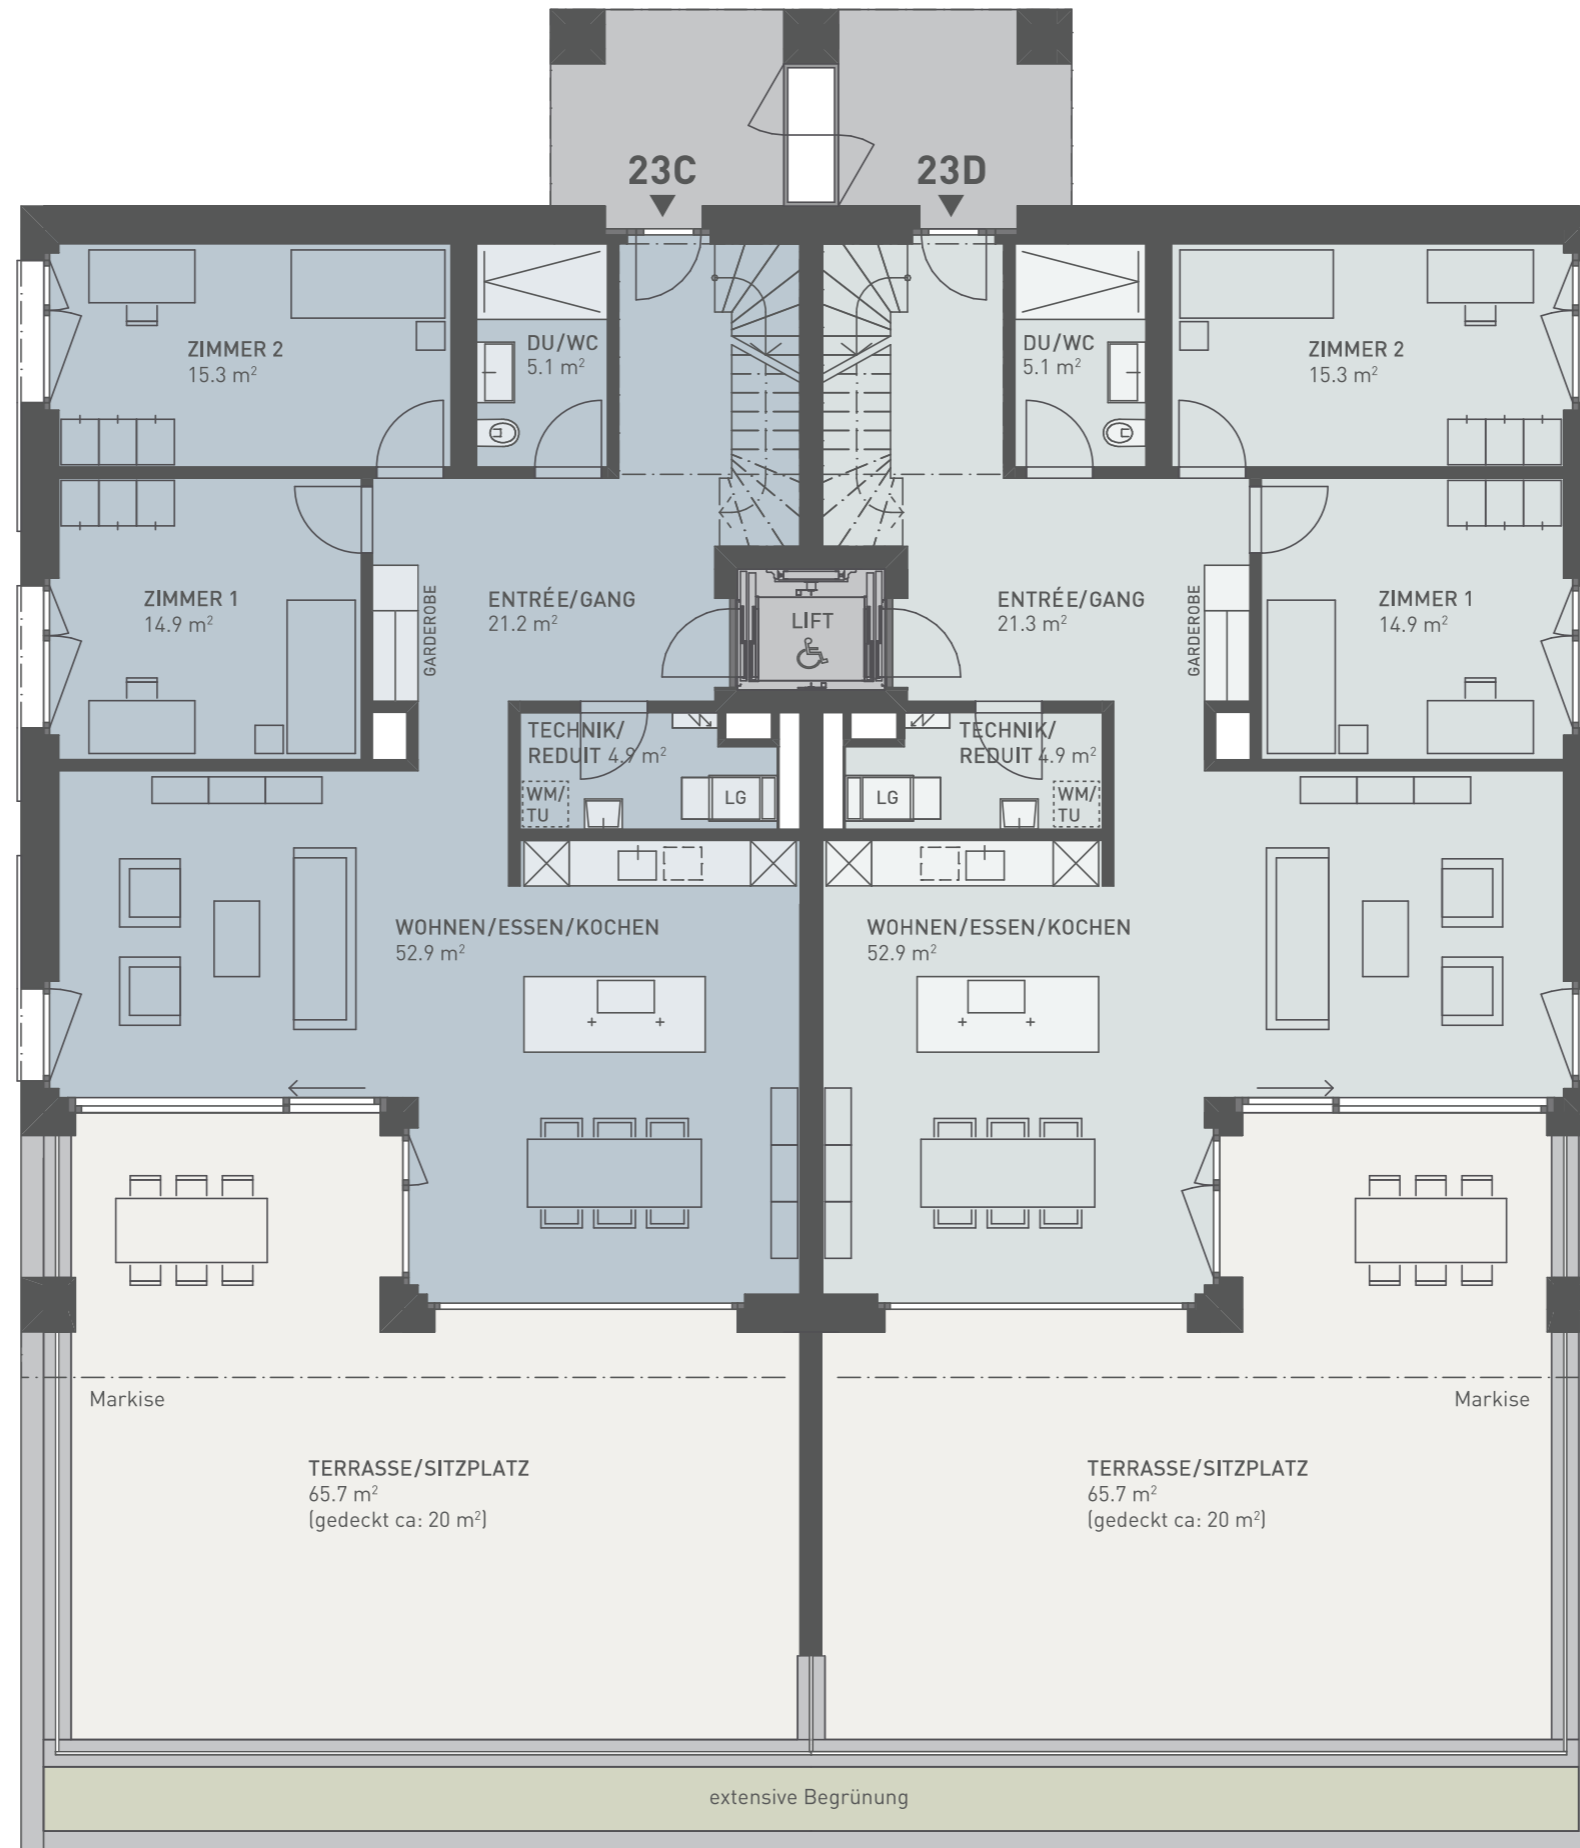 23C
23D
ZIMMER 2
15.3 m²
DU/WC
5.1 m²
DU/WC
5.1 m²
ZIMMER 2
15.3 m²
ZIMMER 1
14.9 m²
GARDEROBE
ENTRÉE/GANG
21.2 m²
LIFT
ENTRÉE/GANG
21.3 m²
GARDEROBE
ZIMMER 1
14.9 m²
TECHNIK/
REDUIT 4.9 m²
WM/
TU
LG
LG
TECHNIK/
REDUIT 4.9 m²
WM/
TU
WOHNEN/ESSEN/KOCHEN
52.9 m²
WOHNEN/ESSEN/KOCHEN
52.9 m²
Markise
Markise
TERRASSE/SITZPLATZ
65.7 m²
(gedeckt ca: 20 m²)
TERRASSE/SITZPLATZ
65.7 m²
(gedeckt ca: 20 m²)
extensive Begrünung